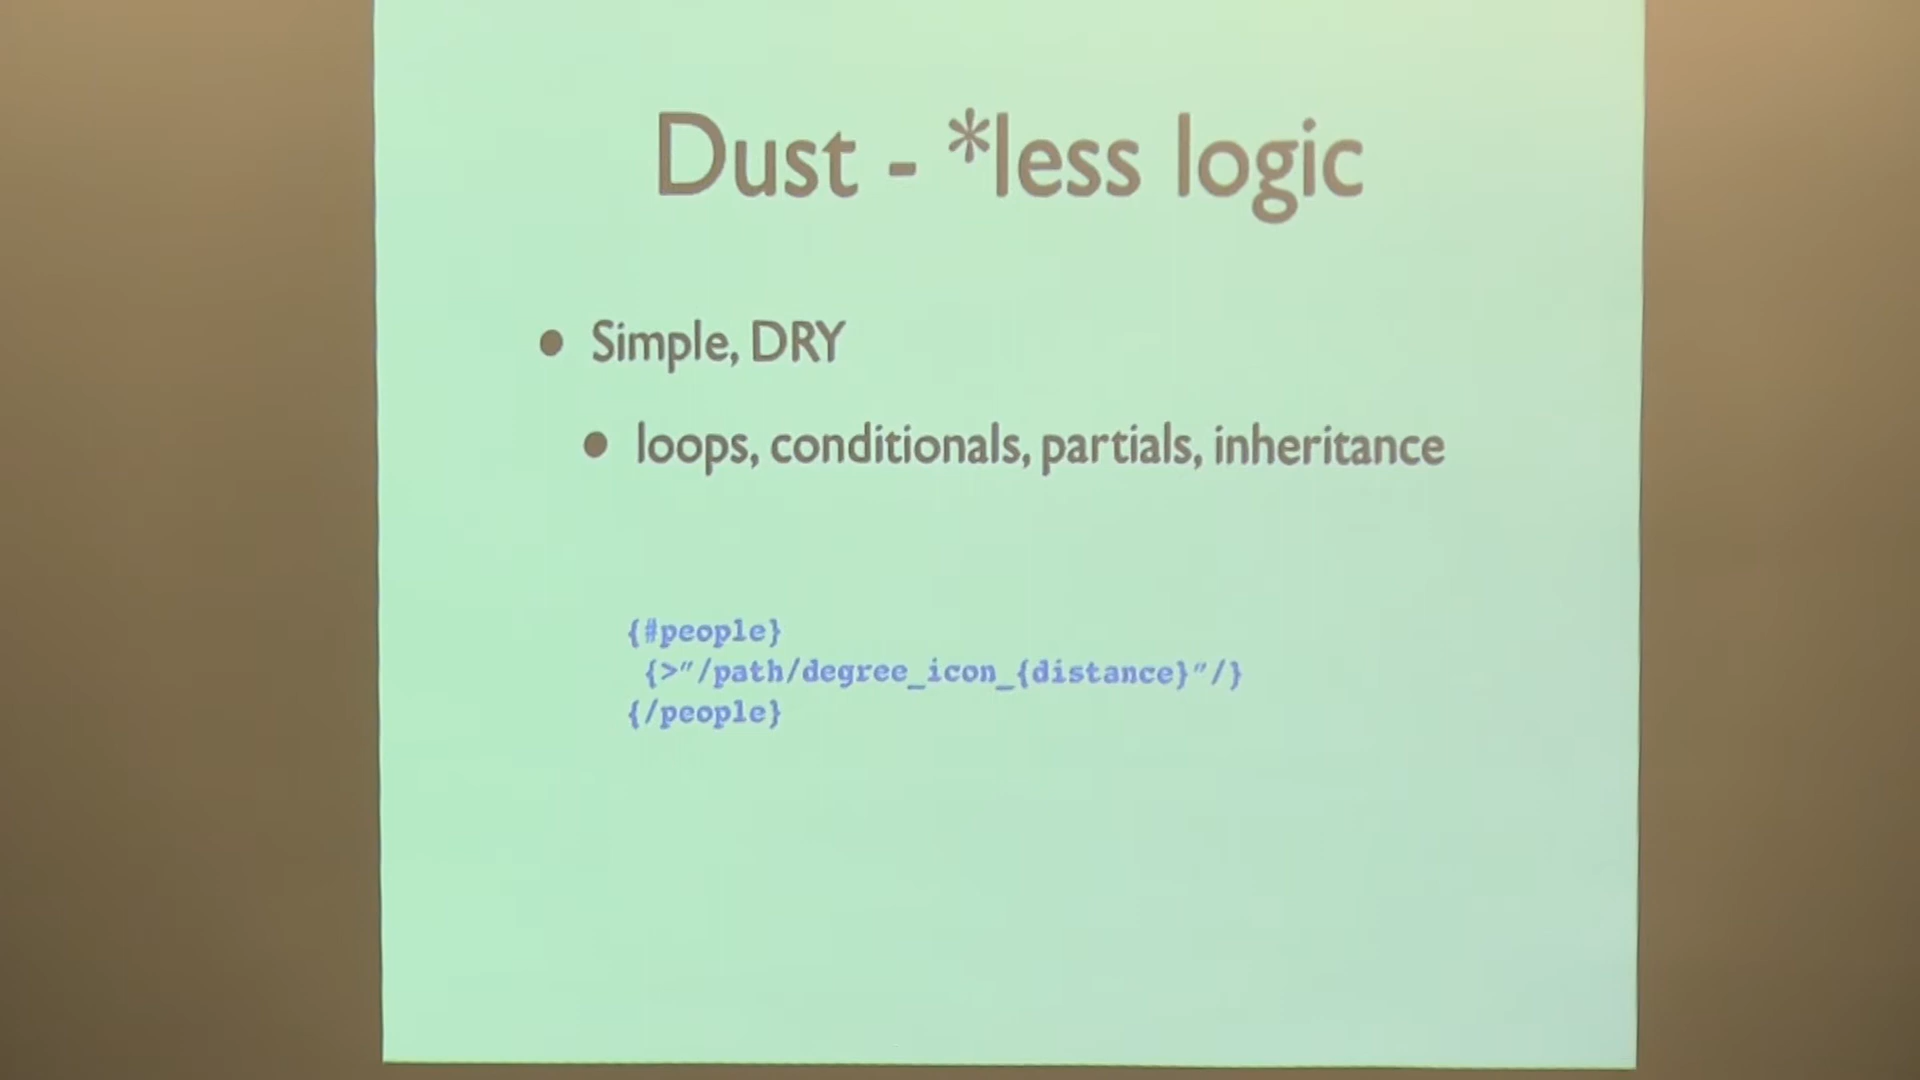 Dust - *less logic
• Simple, DRY
• loops, conditionals, partials, inheritance
{#people}
{>"/path/degree_icon_{distance}"/}
{/people}